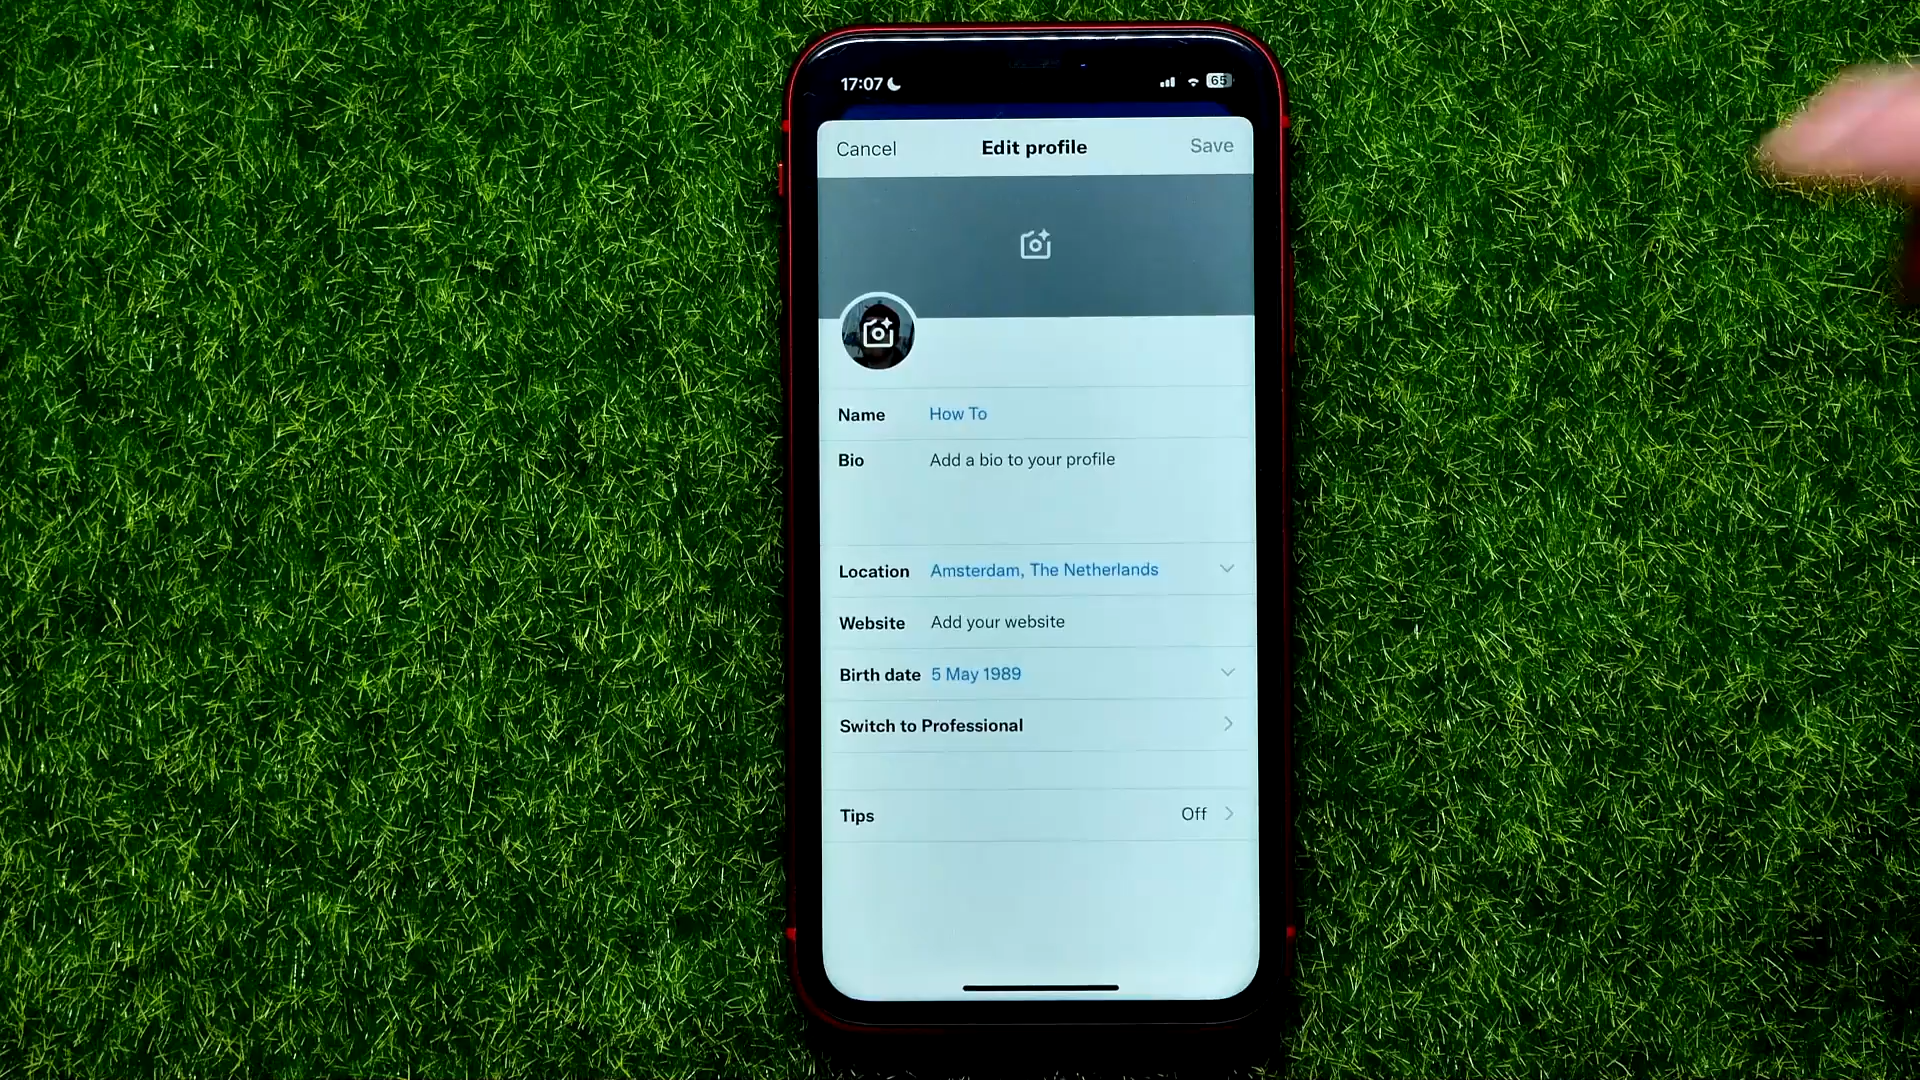 17:07
65
Cancel Edit profile Save
Name How To
Bio Add a bio to your profile
Location Amsterdam, The Netherlands
Website Add your website
Birth date 5 May 1989
Switch to Professional
Tips Off